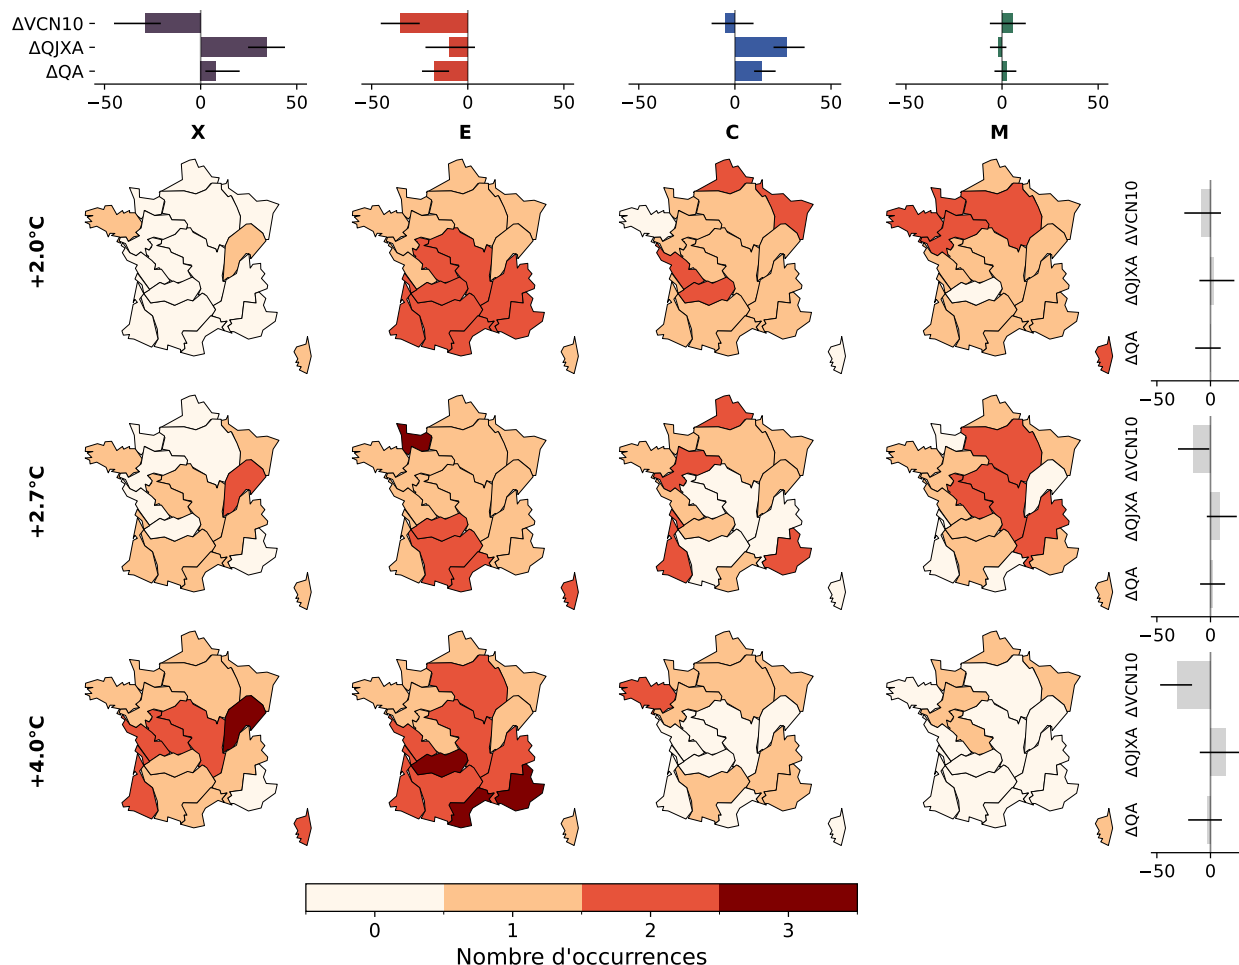 ΔVCN10
ΔQJXA
ΔQA
−50 0 50
−50 0 50
−50 0 50
−50 0 50
X E C M
+2.0°C
ΔVCN10
ΔQJXA
ΔQA
−50 0
+2.7°C
ΔVCN10
ΔQJXA
ΔQA
−50 0
+4.0°C
ΔVCN10
ΔQJXA
ΔQA
−50 0
0 1 2 3
Nombre d'occurrences